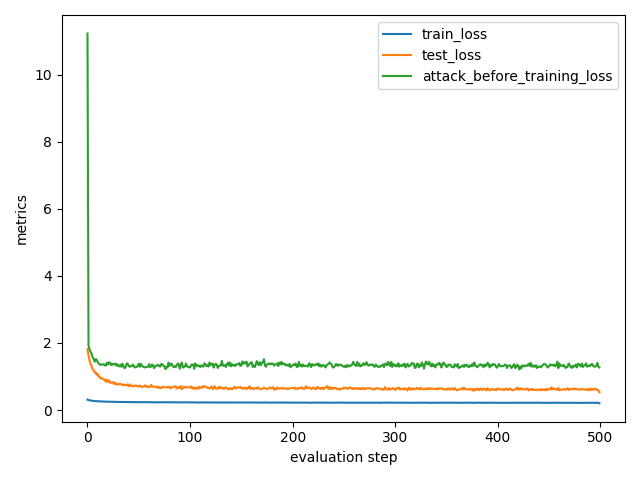 train_loss
test_loss
attack_before_training_loss
metrics
10
8
6
4
2
0
0 100 200 300 400 500
evaluation step